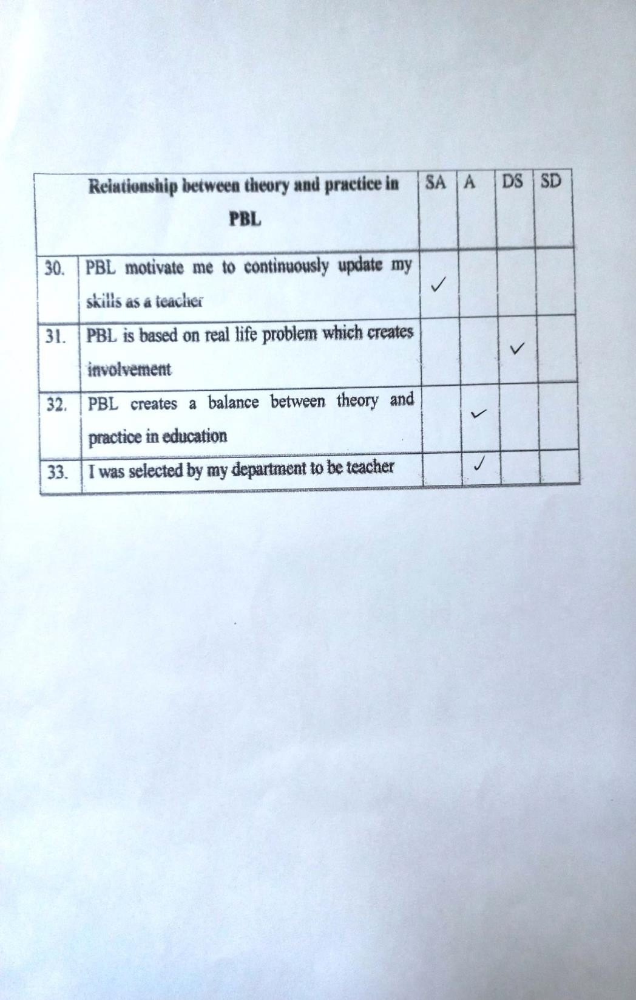 Relationship between theory and practice in SA A DS SD
PBL
30. PBL motivate me to continuously update my
✓
skills as a teacher
31. PBL is based on real life problem which creates
✓
involvement
32. PBL creates a balance between theory and
✓
practice in education
33. I was selected by my department to be teacher ✓